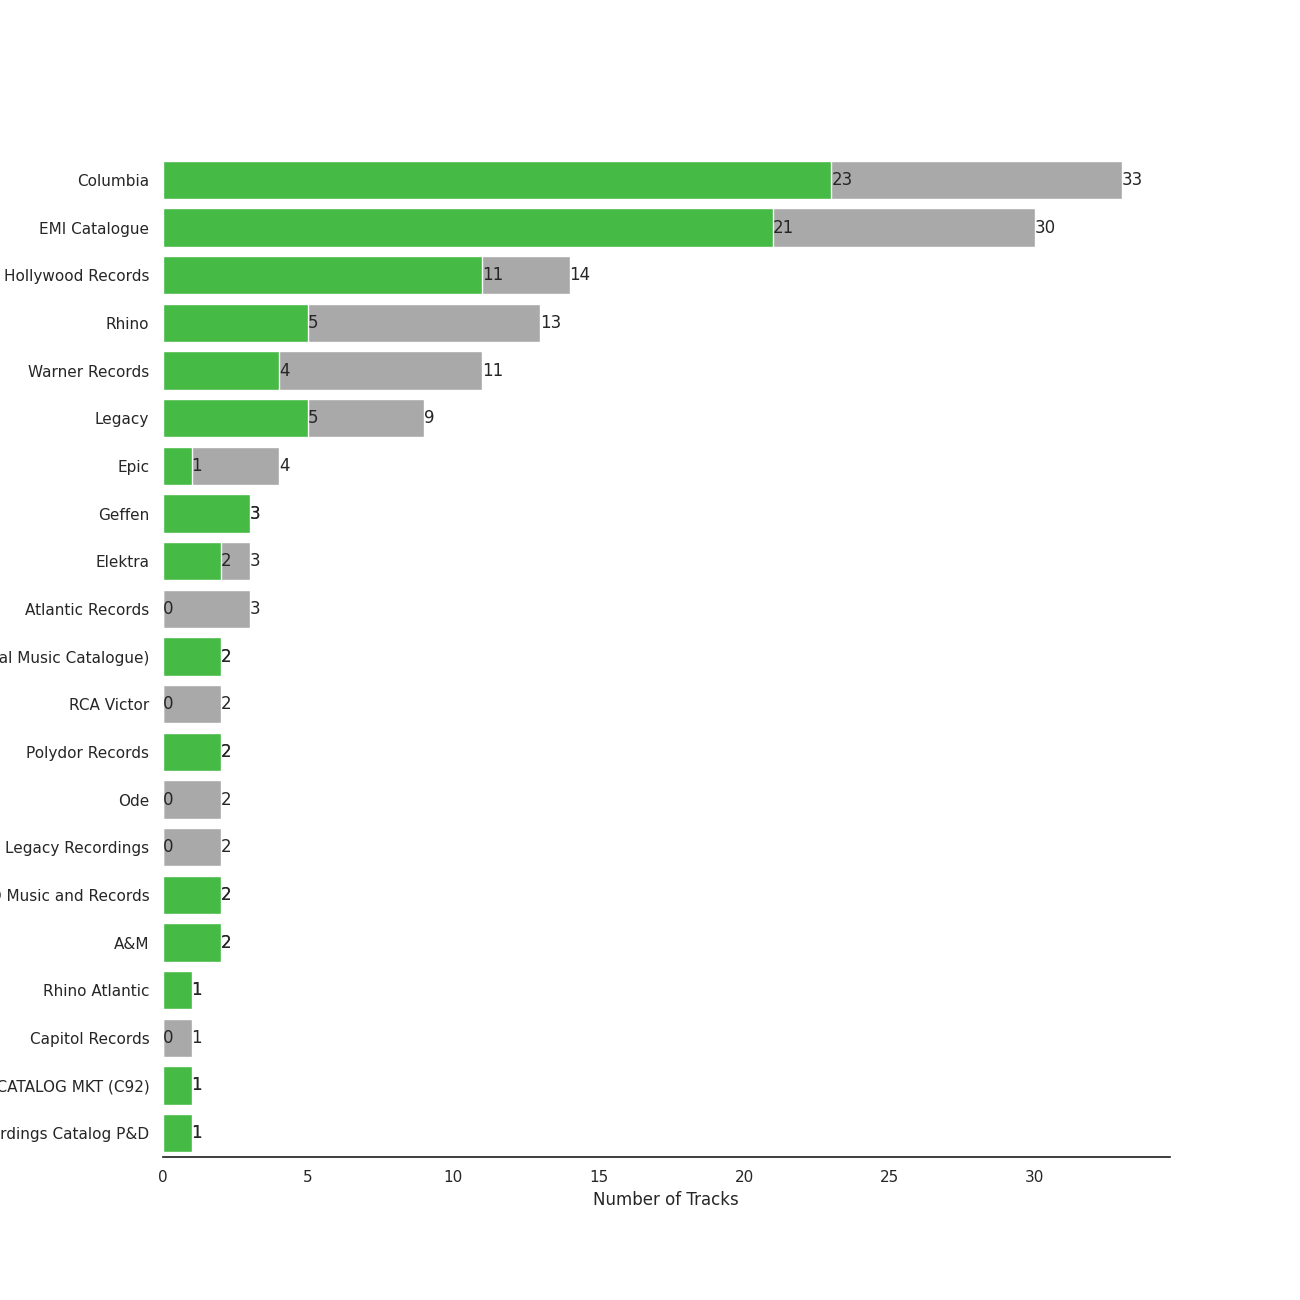 Columbia 23 33
EMI Catalogue 21 30
Hollywood Records 11 14
Rhino 5 13
Warner Records 4 11
Legacy 5 9
Epic 1 4
Geffen 3
Elektra 2 3
Atlantic Records 0 3
Music Catalogue) 2
RCA Victor 0 2
Polydor Records 2
Ode 0 2
Legacy Recordings 0 2
Music and Records 2
A&M 2
Rhino Atlantic 1
Capitol Records 0 1
CATALOG MKT (C92) 1
Catalog P&D 1
0 5 10 15 20 25 30
Number of Tracks